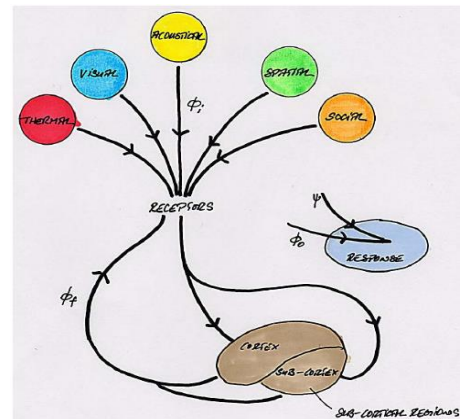 ACOUSTICAL
VISUAL
SPATIAL
THERMAL
SOCIAL
ϕi
RECEPTORS
ψ
ϕo
RESPONSE
ϕf
CORTEX
SUB-CORTEX
SUB-CORTICAL REGIONS